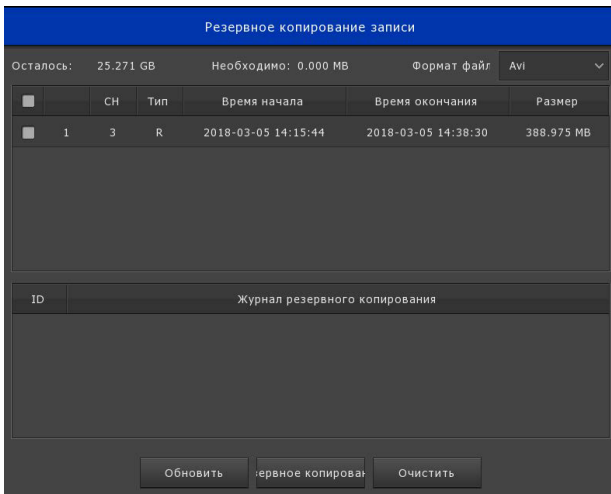 Резервное копирование записи
Осталось: 25.271 GB Необходимо: 0.000 MB Формат файл Avi
CH Тип Время начала Время окончания Размер
1 3 R 2018-03-05 14:15:44 2018-03-05 14:38:30 388.975 MB
ID Журнал резервного копирования
Обновить ервное копирован Очистить